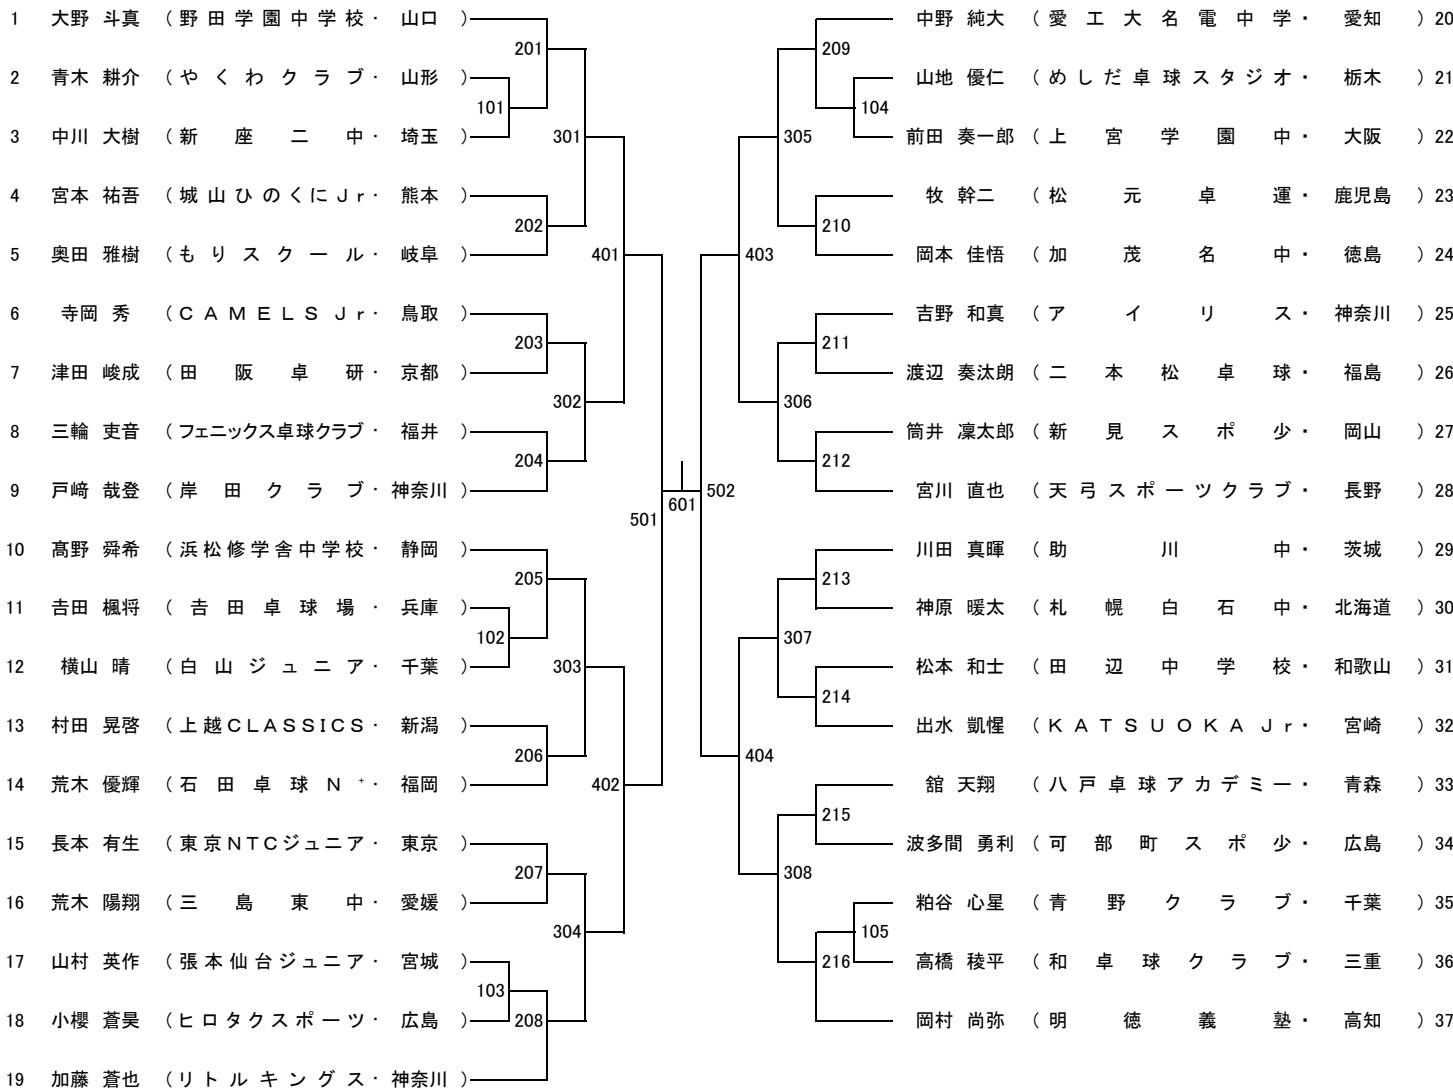 1 大野 斗真 (野田学園中学校・ 山口 )
2 青木 耕介 (やくわクラブ・ 山形 )
3 中川 大樹 (新座二中・ 埼玉 )
4 宮本 祐吾 (城山ひのくにJr・ 熊本 )
5 奥田 雅樹 (もりスクール・ 岐阜 )
6 寺岡 秀 (CAMELS Jr・ 鳥取 )
7 津田 峻成 (田阪卓研・ 京都 )
8 三輪 吏音 (フェニックス卓球クラブ・ 福井 )
9 戸﨑 哉登 (岸田クラブ・ 神奈川 )
10 髙野 舜希 (浜松修学舎中学校・ 静岡 )
11 𠮷田 楓将 (𠮷田卓球場・ 兵庫 )
12 横山 晴 (白山ジュニア・ 千葉 )
13 村田 晃啓 (上越CLASSICS・ 新潟 )
14 荒木 優輝 (石田卓球N⁺・ 福岡 )
15 長本 有生 (東京NTCジュニア・ 東京 )
16 荒木 陽翔 (三島東中・ 愛媛 )
17 山村 英作 (張本仙台ジュニア・ 宮城 )
18 小櫻 蒼昊 (ヒロタクスポーツ・ 広島 )
19 加藤 蒼也 (リトルキングス・ 神奈川 )
101
102
103
201
202
203
204
205
206
207
208
301
302
303
304
401
402
501
601
502
403
404
305
306
307
308
209
210
211
212
213
214
215
216
104
105
中野 純大 (愛工大名電中学・ 愛知 ) 20
山地 優仁 (めしだ卓球スタジオ・ 栃木 ) 21
前田 奏一郎 (上宮学園中・ 大阪 ) 22
牧 幹二 (松元卓運・ 鹿児島 ) 23
岡本 佳悟 (加茂名中・ 徳島 ) 24
吉野 和真 (アイリス・ 神奈川 ) 25
渡辺 奏汰朗 (二本松卓球・ 福島 ) 26
筒井 凜太郎 (新見スポ少・ 岡山 ) 27
宮川 直也 (天弓スポーツクラブ・ 長野 ) 28
川田 真暉 (助川中・ 茨城 ) 29
神原 暖太 (札幌白石中・ 北海道 ) 30
松本 和士 (田辺中学校・ 和歌山 ) 31
出水 凱惺 (KATSUOKA Jr・ 宮崎 ) 32
舘 天翔 (八戸卓球アカデミー・ 青森 ) 33
波多間 勇利 (可部町スポ少・ 広島 ) 34
粕谷 心星 (青野クラブ・ 千葉 ) 35
高橋 稜平 (和卓球クラブ・ 三重 ) 36
岡村 尚弥 (明徳義塾・ 高知 ) 37